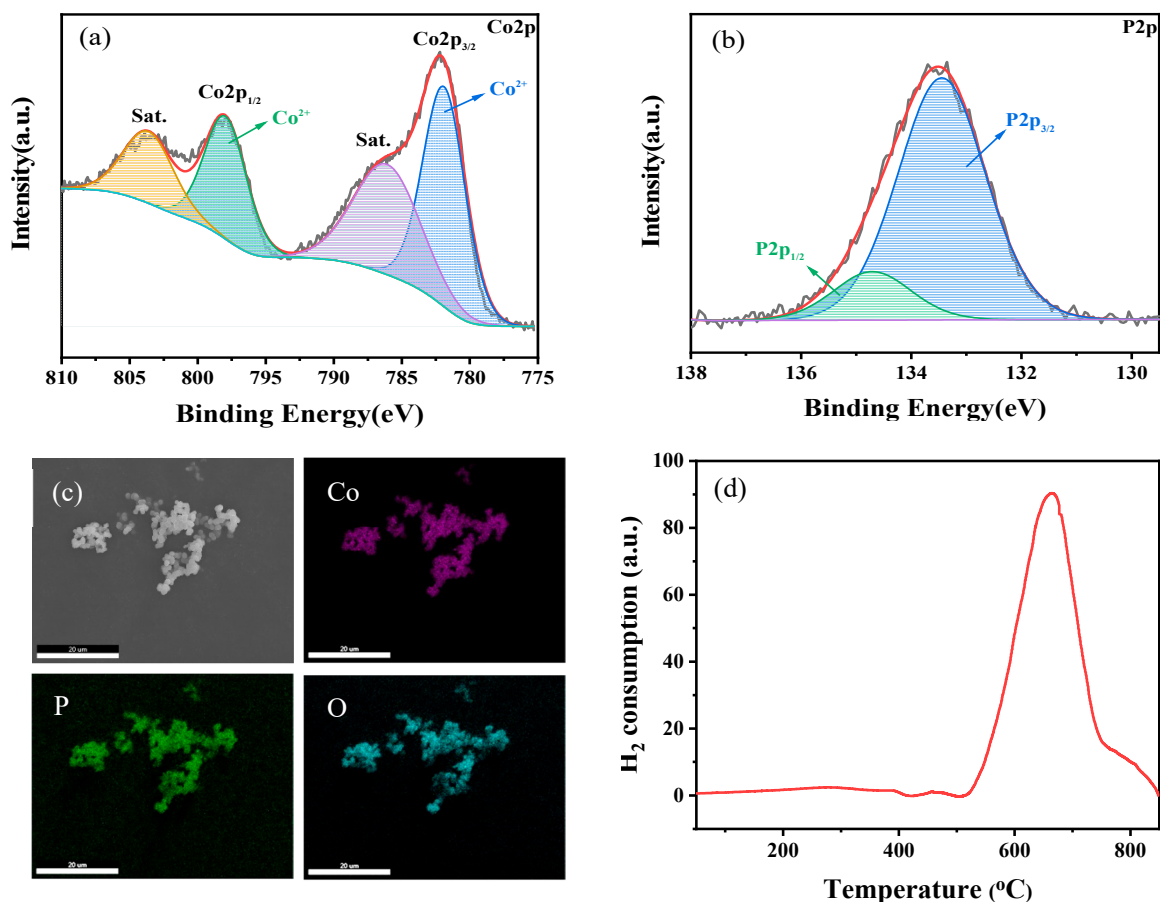 (a)
Co2p
Co2p₃/₂
Co²⁺
Co2p₁/₂
Co²⁺
Sat.
Sat.
Intensity(a.u.)
810 805 800 795 790 785 780 775
Binding Energy(eV)
(b)
P2p
P2p₃/₂
P2p₁/₂
Intensity(a.u.)
138 136 134 132 130
Binding Energy(eV)
(c)
20 um
Co
20 um
P
20 um
O
20 um
(d)
100
80
60
40
20
0
H₂ consumption (a.u.)
200 400 600 800
Temperature (ºC)